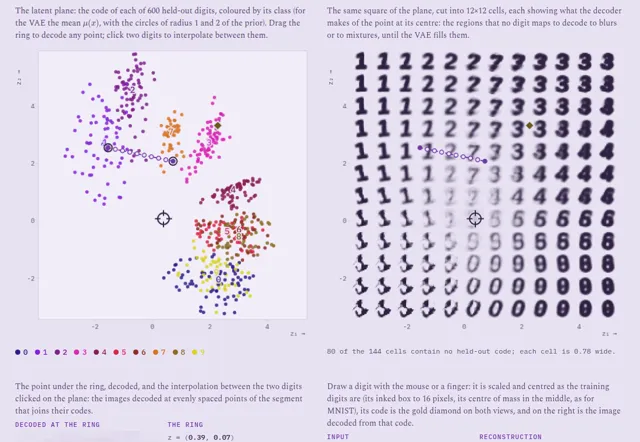 The latent plane: the code of each of 600 held-out digits, coloured by its class (for
the VAE the mean μ(x), with the circles of radius 1 and 2 of the prior). Drag the
ring to decode any point; click two digits to interpolate between them.
z₂ →
4
2
0
-2
-2
0
2
4
z₁ →
0 1 2 3 4 5 6 7 8 9
The same square of the plane, cut into 12×12 cells, each showing what the decoder
makes of the point at its centre: the regions that no digit maps to decode to blurs
or to mixtures, until the VAE fills them.
z₂ →
4
2
0
-2
-2
0
2
4
z₁ →
80 of the 144 cells contain no held-out code; each cell is 0.78 wide.
The point under the ring, decoded, and the interpolation between the two digits
clicked on the plane: the images decoded at evenly spaced points of the segment
that joins their codes.
DECODED AT THE RING
THE RING
z = (0.39, 0.07)
Draw a digit with the mouse or a finger: it is scaled and centred as the training
digits are (its inked box to 16 pixels, its centre of mass in the middle, as for
MNIST), its code is the gold diamond on both views, and on the right is the image
decoded from that code.
INPUT
RECONSTRUCTION